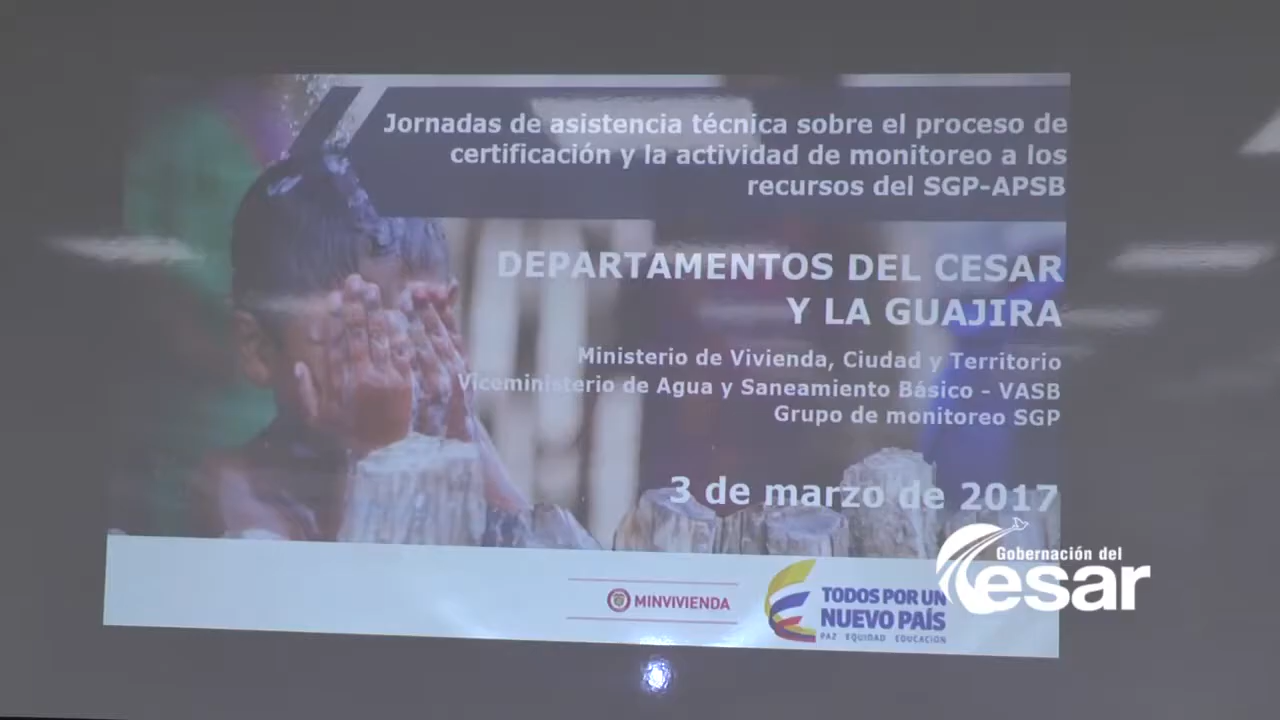 Jornadas de asistencia técnica sobre el proceso de
certificación y la actividad de monitoreo a los
recursos del SGP-APSB
DEPARTAMENTOS DEL CESAR
Y LA GUAJIRA
Ministerio de Vivienda, Ciudad y Territorio
Viceministerio de Agua y Saneamiento Básico - VASB
Grupo de monitoreo SGP
3 de marzo de 2017
MINVIVIENDA
TODOS POR UN
NUEVO PAÍS
PAZ EQUIDAD EDUCACIÓN
Gobernación del
Cesar